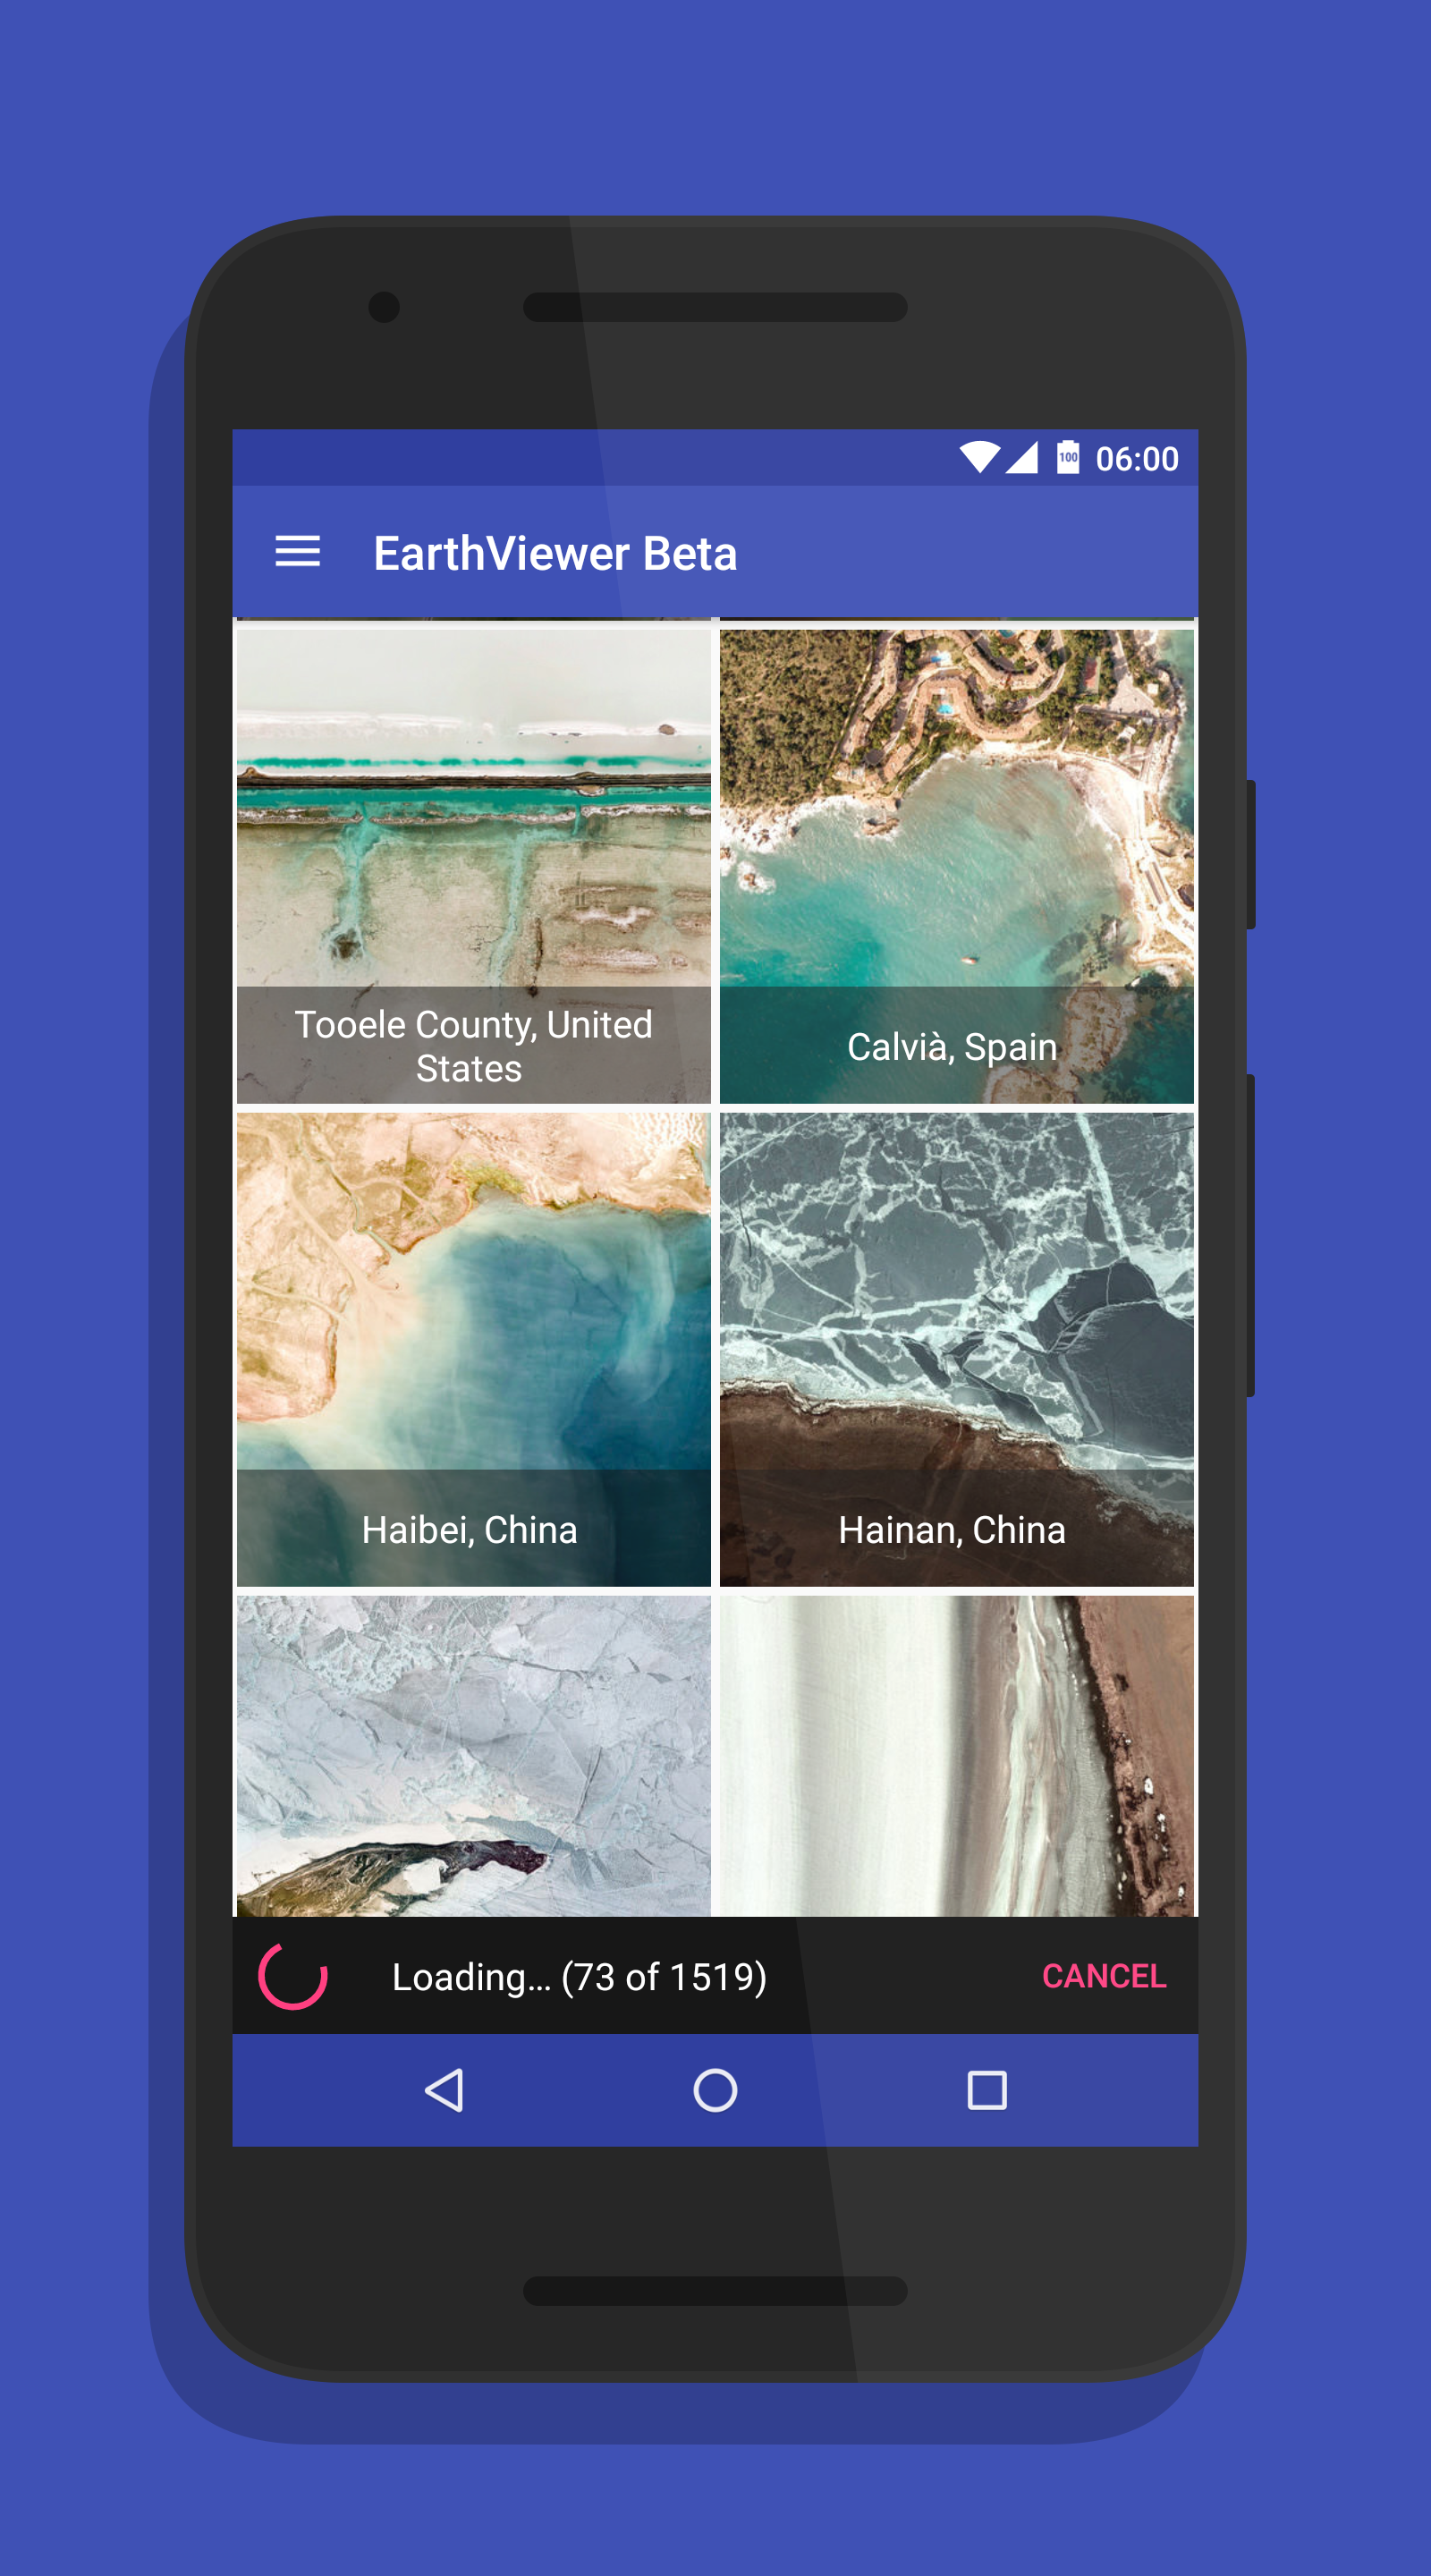 100 06:00
EarthViewer Beta
Tooele County, United
States
Calvià, Spain
Haibei, China
Hainan, China
Loading... (73 of 1519)
CANCEL